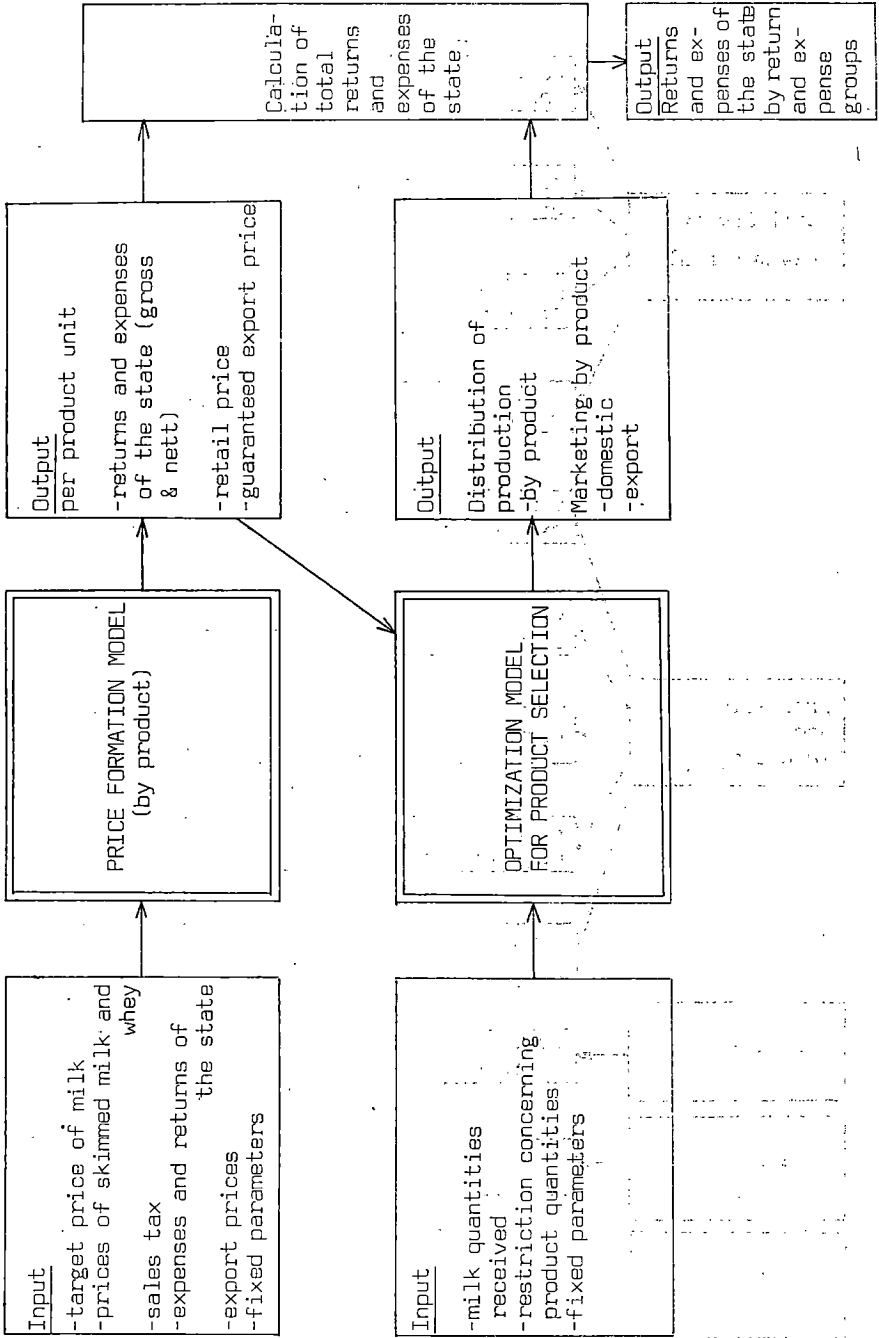 Input
-target price of milk
-prices of skimmed milk and
whey
-sales tax
-expenses and returns of
the state
-export prices
-fixed parameters
PRICE FORMATION MODEL
(by product)
Output
per product unit
-returns and expenses
of the state (gross
& nett)
-retail price
-guaranteed export price
Calcula-
tion of
total
returns
and
expenses
of the
state
Input
-milk quantities
received
-restriction concerning
product quantities
-fixed parameters
OPTIMIZATION MODEL
FOR PRODUCT SELECTION
Output
Distribution of
production
-by product
Marketing by product
-domestic
-export
Output
Returns
and ex-
penses of
the state
by return
and ex-
pense
groups